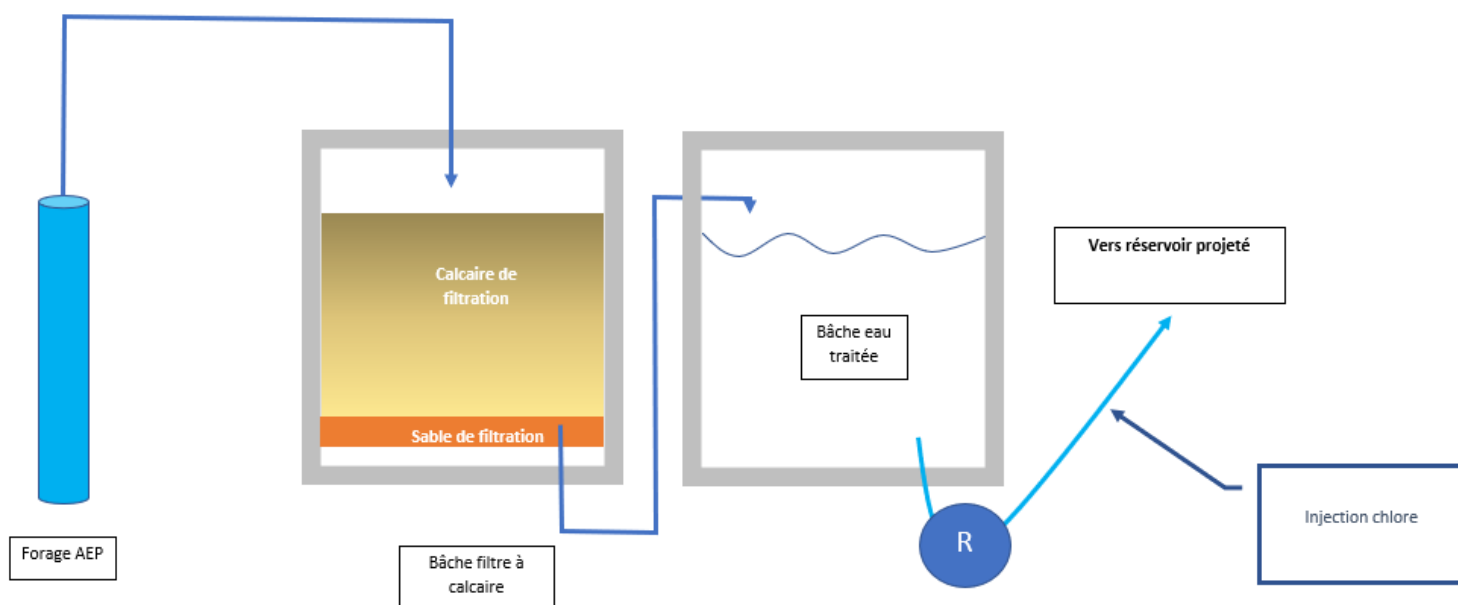 Forage AEP
Calcaire de
filtration
Sable de filtration
Bâche filtre à
calcaire
Bâche eau
traitée
R
Vers réservoir projeté
Injection chlore